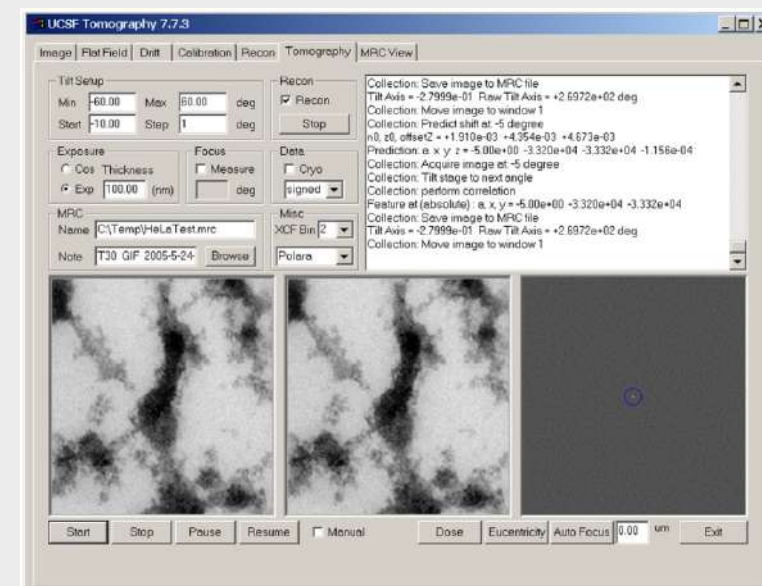 UCSF Tomography 7.7.3
Image Flat Field Drift Calibration Recon Tomography MRC View
Tilt Setup
Min -60.00 Max 60.00 deg
Start -10.00 Step 1 deg
Recon
Recon
Stop
Exposure
Cos Thickness
Exp 100.00 (nm)
Focus
Measure
deg
Data
Cryo
signed
MRC
Name C:\Temp\HeLaTest.mrc
Note T30 GIF 2005-5-24- Browse
Misc
XCF Bin 2
Polara
Collection: Save image to MRC file
Tilt Axis = -2.7999e-01 Raw Tilt Axis = +2.6972e+02 deg
Collection: Move image to window 1
Collection: Predict shift at -5 degree
n0, z0, offsetZ = +1.910e-03 +4.354e-03 +4.673e-03
Prediction: a x y z = -5.00e+00 -3.320e+04 -3.332e+04 -1.156e-04
Collection: Acquire image at -5 degree
Collection: Tilt stage to next angle
Collection: perform correlation
Feature at (absolute) : a, x, y = -5.00e+00 -3.320e+04 -3.332e+04
Collection: Save image to MRC file
Tilt Axis = -2.7999e-01 Raw Tilt Axis = +2.6972e+02 deg
Collection: Move image to window 1
Start Stop Pause Resume Manual Dose Eucentricity Auto Focus 0.00 um Exit